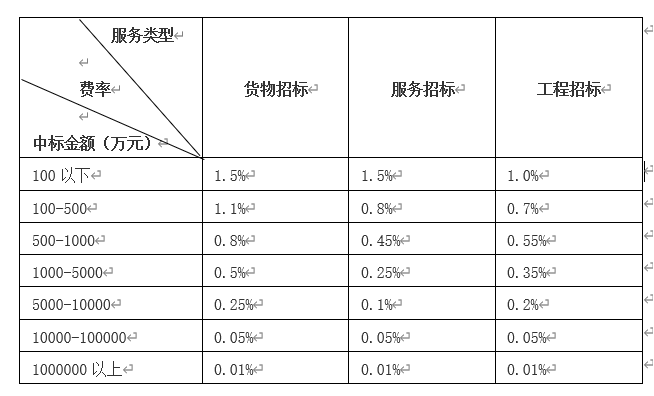 服务类型
费率
中标金额（万元） 货物招标 服务招标 工程招标
100 以下 1.5% 1.5% 1.0%
100-500 1.1% 0.8% 0.7%
500-1000 0.8% 0.45% 0.55%
1000-5000 0.5% 0.25% 0.35%
5000-10000 0.25% 0.1% 0.2%
10000-100000 0.05% 0.05% 0.05%
1000000 以上 0.01% 0.01% 0.01%